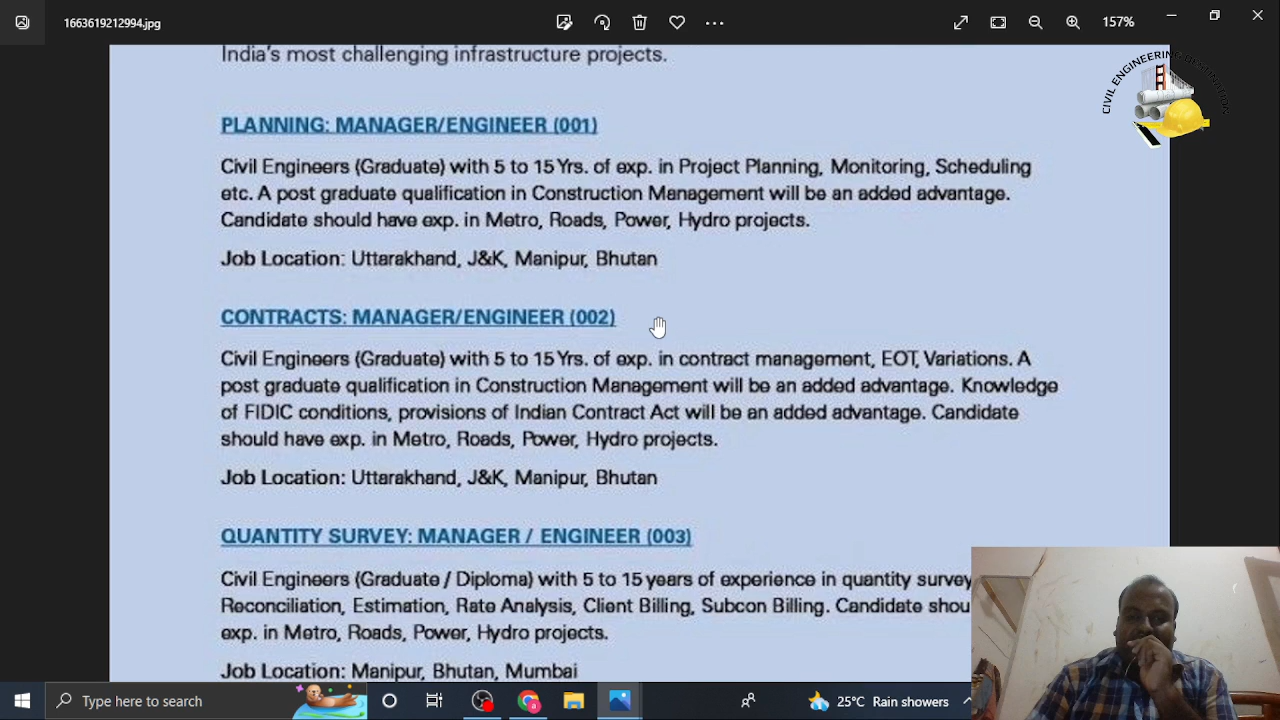 1663619212994.jpg
157%
India's most challenging infrastructure projects.
CIVIL ENGINEERING DESTINATION
PLANNING: MANAGER/ENGINEER (001)
Civil Engineers (Graduate) with 5 to 15 Yrs. of exp. in Project Planning, Monitoring, Scheduling
etc. A post graduate qualification in Construction Management will be an added advantage.
Candidate should have exp. in Metro, Roads, Power, Hydro projects.
Job Location: Uttarakhand, J&K, Manipur, Bhutan
CONTRACTS: MANAGER/ENGINEER (002)
Civil Engineers (Graduate) with 5 to 15 Yrs. of exp. in contract management, EOT, Variations. A
post graduate qualification in Construction Management will be an added advantage. Knowledge
of FIDIC conditions, provisions of Indian Contract Act will be an added advantage. Candidate
should have exp. in Metro, Roads, Power, Hydro projects.
Job Location: Uttarakhand, J&K, Manipur, Bhutan
QUANTITY SURVEY: MANAGER / ENGINEER (003)
Civil Engineers (Graduate / Diploma) with 5 to 15 years of experience in quantity survey
Reconciliation, Estimation, Rate Analysis, Client Billing, Subcon Billing. Candidate shou
exp. in Metro, Roads, Power, Hydro projects.
Job Location: Manipur, Bhutan, Mumbai
Type here to search
25°C Rain showers